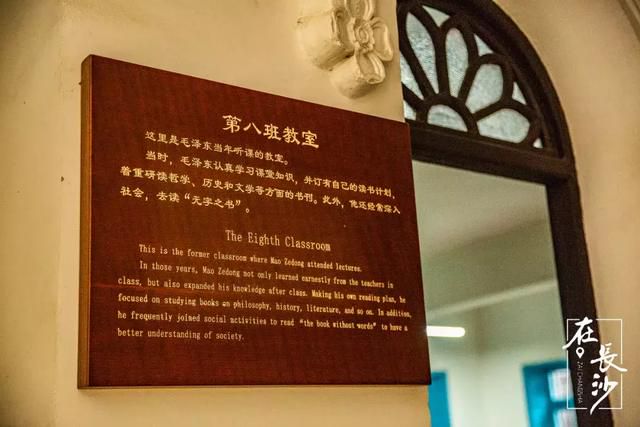 第八班教室
这里是毛泽东当年听课的教室。
当时，毛泽东认真学习课堂知识，并订有自己的读书计划，
着重研读哲学、历史和文学等方面的书刊。此外，他还经常深入
社会，去读“无字之书”。
The Eighth Classroom
This is the former classroom where Mao Zedong attended lectures.
In those years, Mao Zedong not only learned earnestly from the teachers in
class, but also expanded his knowledge after class. Making his own reading plan, he
focused on studying books on philosophy, history, literature, and so on. In addition,
he frequently joined social activities to read “the book without words” to have a
better understanding of society.
在長沙
ZAI CHANGSHA